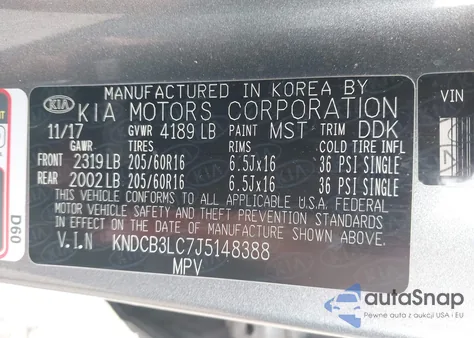 MANUFACTURED IN KOREA BY
KIA KIA MOTORS CORPORATION
11/17 GVWR 4189 LB PAINT MST TRIM DDK
GAWR TIRES RIMS COLD TIRE INFL
FRONT 2319 LB 205/60R16 6.5Jx16 36 PSI SINGLE
REAR 2002 LB 205/60R16 6.5Jx16 36 PSI SINGLE
THIS VEHICLE CONFORMS TO ALL APPLICABLE U.S.A. FEDERAL
MOTOR VEHICLE SAFETY AND THEFT PREVENTION STANDARDS
IN EFFECT ON THE DATE OF MANUFACTURE SHOWN ABOVE
V.I.N KNDCB3LC7J5148388
MPV
D60
VIN
autoSnap
Pewne auta z aukcji USA i EU